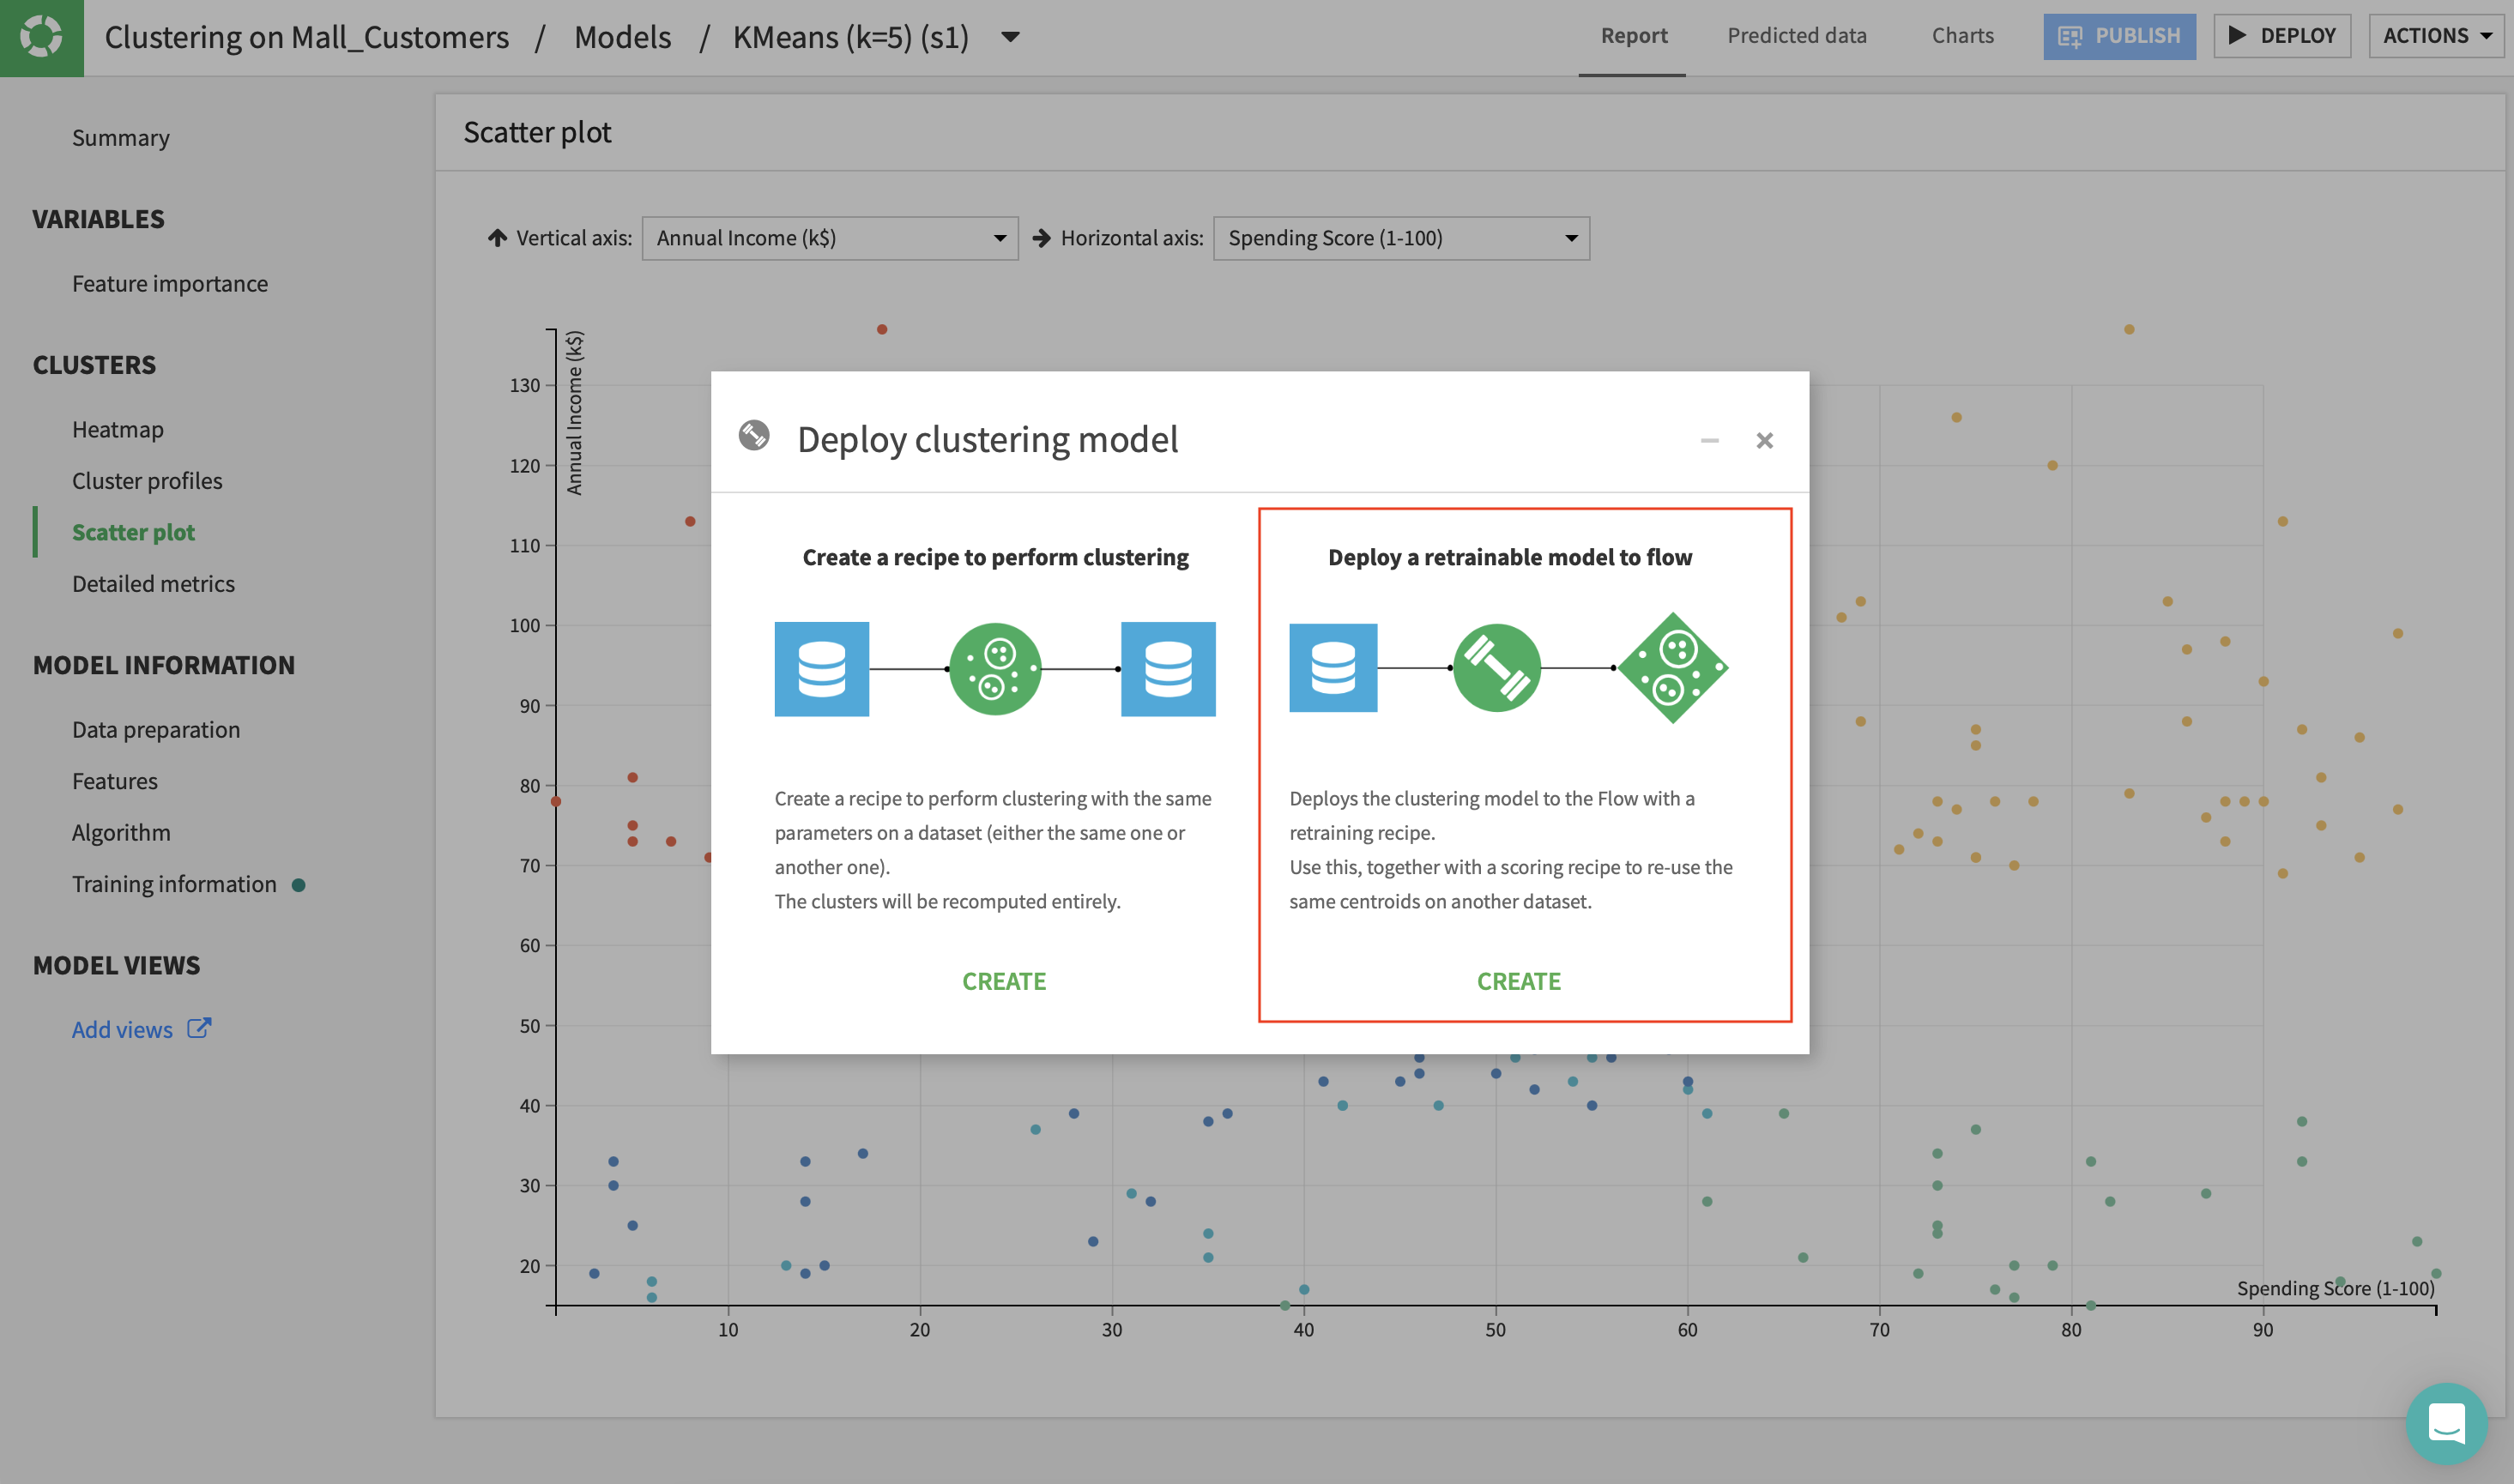 Clustering on Mall_Customers / Models / KMeans (k=5) (s1)
Report
Predicted data
Charts
PUBLISH
DEPLOY
ACTIONS
Summary
VARIABLES
Feature importance
CLUSTERS
Heatmap
Cluster profiles
Scatter plot
Detailed metrics
MODEL INFORMATION
Data preparation
Features
Algorithm
Training information
MODEL VIEWS
Add views
Scatter plot
Vertical axis: Annual Income (k$) Horizontal axis: Spending Score (1-100)
Annual Income (k$)
130
120
110
100
90
80
70
60
50
40
30
20
Deploy clustering model
Create a recipe to perform clustering
Create a recipe to perform clustering with the same
parameters on a dataset (either the same one or
another one).
The clusters will be recomputed entirely.
CREATE
Deploy a retrainable model to flow
Deploys the clustering model to the Flow with a
retraining recipe.
Use this, together with a scoring recipe to re-use the
same centroids on another dataset.
CREATE
Spending Score (1-100)
10 20 30 40 50 60 70 80 90